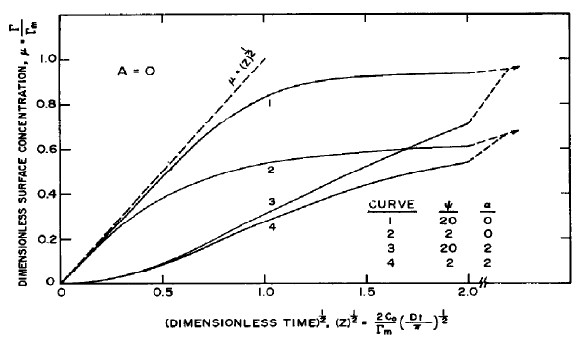 DIMENSIONLESS SURFACE CONCENTRATION, μ = Γ/Γm
1.0
0.8
0.6
0.4
0.2
0
A = 0
μ = (Z)^½
1
2
3
4
CURVE ψ α
1 20 0
2 2 0
3 20 2
4 2 2
0 0.5 1.0 1.5 2.0
(DIMENSIONLESS TIME)^½, (Z)^½ = 2C₀/Γm (Dt/π)^½